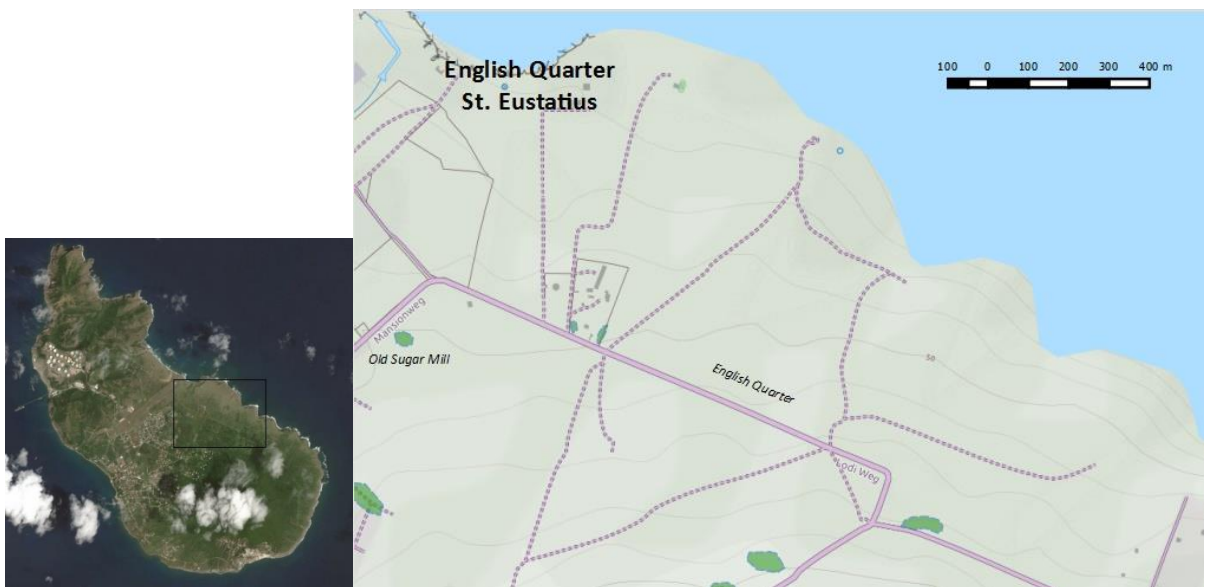 English Quarter
St. Eustatius
100 0 100 200 300 400 m
Mansionweg
Old Sugar Mill
English Quarter
50
Lodi Weg